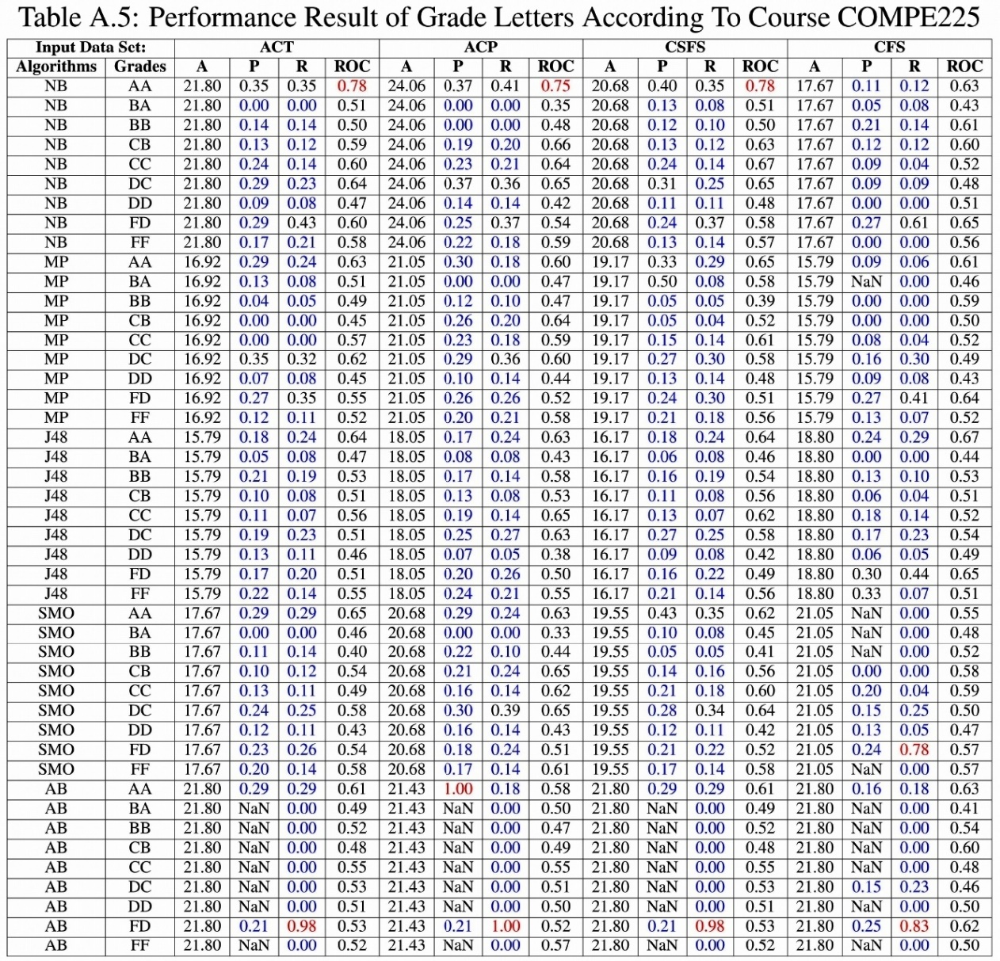 Table A.5: Performance Result of Grade Letters According To Course COMPE225
Input Data Set: ACT ACP CSFS CFS
Algorithms Grades A P R ROC A P R ROC A P R ROC A P R ROC
NB AA 21.80 0.35 0.35 0.78 24.06 0.37 0.41 0.75 20.68 0.40 0.35 0.78 17.67 0.11 0.12 0.63
NB BA 21.80 0.00 0.00 0.51 24.06 0.00 0.00 0.35 20.68 0.13 0.08 0.51 17.67 0.05 0.08 0.43
NB BB 21.80 0.14 0.14 0.50 24.06 0.00 0.00 0.48 20.68 0.12 0.10 0.50 17.67 0.21 0.14 0.61
NB CB 21.80 0.13 0.12 0.59 24.06 0.19 0.20 0.66 20.68 0.13 0.12 0.63 17.67 0.12 0.12 0.60
NB CC 21.80 0.24 0.14 0.60 24.06 0.23 0.21 0.64 20.68 0.24 0.14 0.67 17.67 0.09 0.04 0.52
NB DC 21.80 0.29 0.23 0.64 24.06 0.37 0.36 0.65 20.68 0.31 0.25 0.65 17.67 0.09 0.09 0.48
NB DD 21.80 0.09 0.08 0.47 24.06 0.14 0.14 0.42 20.68 0.11 0.11 0.48 17.67 0.00 0.00 0.51
NB FD 21.80 0.29 0.43 0.60 24.06 0.25 0.37 0.54 20.68 0.24 0.37 0.58 17.67 0.27 0.61 0.65
NB FF 21.80 0.17 0.21 0.58 24.06 0.22 0.18 0.59 20.68 0.13 0.14 0.57 17.67 0.00 0.00 0.56
MP AA 16.92 0.29 0.24 0.63 21.05 0.30 0.18 0.60 19.17 0.33 0.29 0.65 15.79 0.09 0.06 0.61
MP BA 16.92 0.13 0.08 0.51 21.05 0.00 0.00 0.47 19.17 0.50 0.08 0.58 15.79 NaN 0.00 0.46
MP BB 16.92 0.04 0.05 0.49 21.05 0.12 0.10 0.47 19.17 0.05 0.05 0.39 15.79 0.00 0.00 0.59
MP CB 16.92 0.00 0.00 0.45 21.05 0.26 0.20 0.64 19.17 0.05 0.04 0.52 15.79 0.00 0.00 0.50
MP CC 16.92 0.00 0.00 0.57 21.05 0.23 0.18 0.59 19.17 0.15 0.14 0.61 15.79 0.08 0.04 0.52
MP DC 16.92 0.35 0.32 0.62 21.05 0.29 0.36 0.60 19.17 0.27 0.30 0.58 15.79 0.16 0.30 0.49
MP DD 16.92 0.07 0.08 0.45 21.05 0.10 0.14 0.44 19.17 0.13 0.14 0.48 15.79 0.09 0.08 0.43
MP FD 16.92 0.27 0.35 0.55 21.05 0.26 0.26 0.52 19.17 0.24 0.30 0.51 15.79 0.27 0.41 0.64
MP FF 16.92 0.12 0.11 0.52 21.05 0.20 0.21 0.58 19.17 0.21 0.18 0.56 15.79 0.13 0.07 0.52
J48 AA 15.79 0.18 0.24 0.64 18.05 0.17 0.24 0.63 16.17 0.18 0.24 0.64 18.80 0.24 0.29 0.67
J48 BA 15.79 0.05 0.08 0.47 18.05 0.08 0.08 0.43 16.17 0.06 0.08 0.46 18.80 0.00 0.00 0.44
J48 BB 15.79 0.21 0.19 0.53 18.05 0.17 0.14 0.58 16.17 0.16 0.19 0.54 18.80 0.13 0.10 0.53
J48 CB 15.79 0.10 0.08 0.51 18.05 0.13 0.08 0.53 16.17 0.11 0.08 0.56 18.80 0.06 0.04 0.51
J48 CC 15.79 0.11 0.07 0.56 18.05 0.19 0.14 0.65 16.17 0.13 0.07 0.62 18.80 0.18 0.14 0.52
J48 DC 15.79 0.19 0.23 0.51 18.05 0.25 0.27 0.63 16.17 0.27 0.25 0.58 18.80 0.17 0.23 0.54
J48 DD 15.79 0.13 0.11 0.46 18.05 0.07 0.05 0.38 16.17 0.09 0.08 0.42 18.80 0.06 0.05 0.49
J48 FD 15.79 0.17 0.20 0.51 18.05 0.20 0.26 0.50 16.17 0.16 0.22 0.49 18.80 0.30 0.44 0.65
J48 FF 15.79 0.22 0.14 0.55 18.05 0.24 0.21 0.55 16.17 0.21 0.14 0.56 18.80 0.33 0.07 0.51
SMO AA 17.67 0.29 0.29 0.65 20.68 0.29 0.24 0.63 19.55 0.43 0.35 0.62 21.05 NaN 0.00 0.55
SMO BA 17.67 0.00 0.00 0.46 20.68 0.00 0.00 0.33 19.55 0.10 0.08 0.45 21.05 NaN 0.00 0.48
SMO BB 17.67 0.11 0.14 0.40 20.68 0.22 0.10 0.44 19.55 0.05 0.05 0.41 21.05 NaN 0.00 0.52
SMO CB 17.67 0.10 0.12 0.54 20.68 0.21 0.24 0.65 19.55 0.14 0.16 0.56 21.05 0.00 0.00 0.58
SMO CC 17.67 0.13 0.11 0.49 20.68 0.16 0.14 0.62 19.55 0.21 0.18 0.60 21.05 0.20 0.04 0.59
SMO DC 17.67 0.24 0.25 0.58 20.68 0.30 0.39 0.65 19.55 0.28 0.34 0.64 21.05 0.15 0.25 0.50
SMO DD 17.67 0.12 0.11 0.43 20.68 0.16 0.14 0.43 19.55 0.12 0.11 0.42 21.05 0.13 0.05 0.47
SMO FD 17.67 0.23 0.26 0.54 20.68 0.18 0.24 0.51 19.55 0.21 0.22 0.52 21.05 0.24 0.78 0.57
SMO FF 17.67 0.20 0.14 0.58 20.68 0.17 0.14 0.61 19.55 0.17 0.14 0.58 21.05 NaN 0.00 0.57
AB AA 21.80 0.29 0.29 0.61 21.43 1.00 0.18 0.58 21.80 0.29 0.29 0.61 21.80 0.16 0.18 0.63
AB BA 21.80 NaN 0.00 0.49 21.43 NaN 0.00 0.50 21.80 NaN 0.00 0.49 21.80 NaN 0.00 0.41
AB BB 21.80 NaN 0.00 0.52 21.43 NaN 0.00 0.47 21.80 NaN 0.00 0.52 21.80 NaN 0.00 0.54
AB CB 21.80 NaN 0.00 0.48 21.43 NaN 0.00 0.49 21.80 NaN 0.00 0.48 21.80 NaN 0.00 0.60
AB CC 21.80 NaN 0.00 0.55 21.43 NaN 0.00 0.55 21.80 NaN 0.00 0.55 21.80 NaN 0.00 0.48
AB DC 21.80 NaN 0.00 0.53 21.43 NaN 0.00 0.51 21.80 NaN 0.00 0.53 21.80 0.15 0.23 0.46
AB DD 21.80 NaN 0.00 0.51 21.43 NaN 0.00 0.50 21.80 NaN 0.00 0.51 21.80 NaN 0.00 0.50
AB FD 21.80 0.21 0.98 0.53 21.43 0.21 1.00 0.52 21.80 0.21 0.98 0.53 21.80 0.25 0.83 0.62
AB FF 21.80 NaN 0.00 0.52 21.43 NaN 0.00 0.57 21.80 NaN 0.00 0.52 21.80 NaN 0.00 0.50